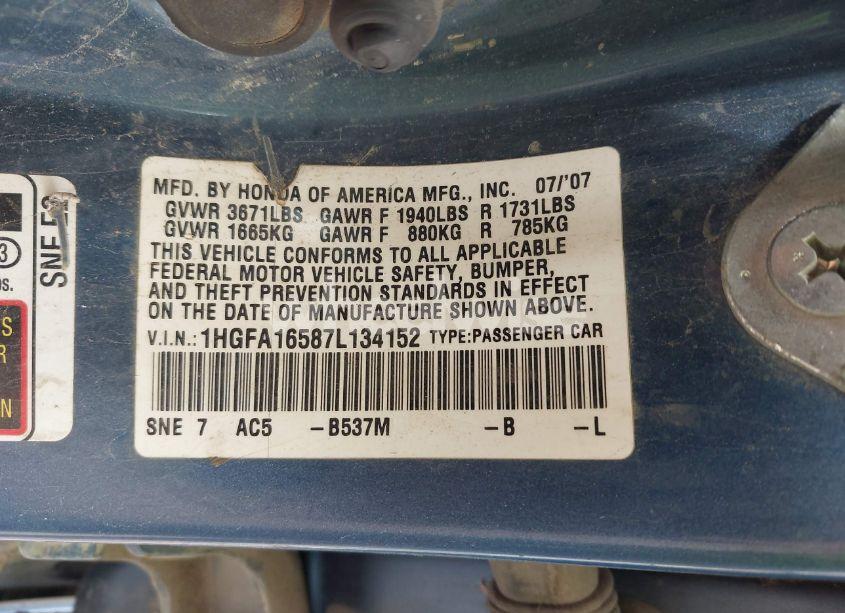 MFD. BY HONDA OF AMERICA MFG., INC. 07/'07
GVWR 3671LBS GAWR F 1940LBS R 1731LBS
GVWR 1665KG GAWR F 880KG R 785KG
THIS VEHICLE CONFORMS TO ALL APPLICABLE
FEDERAL MOTOR VEHICLE SAFETY, BUMPER,
AND THEFT PREVENTION STANDARDS IN EFFECT
ON THE DATE OF MANUFACTURE SHOWN ABOVE.
V.I.N.: 1HGFA16587L134152 TYPE:PASSENGER CAR
SNE 7 AC5 -B537M -B -L
SNE
3
S
R
N